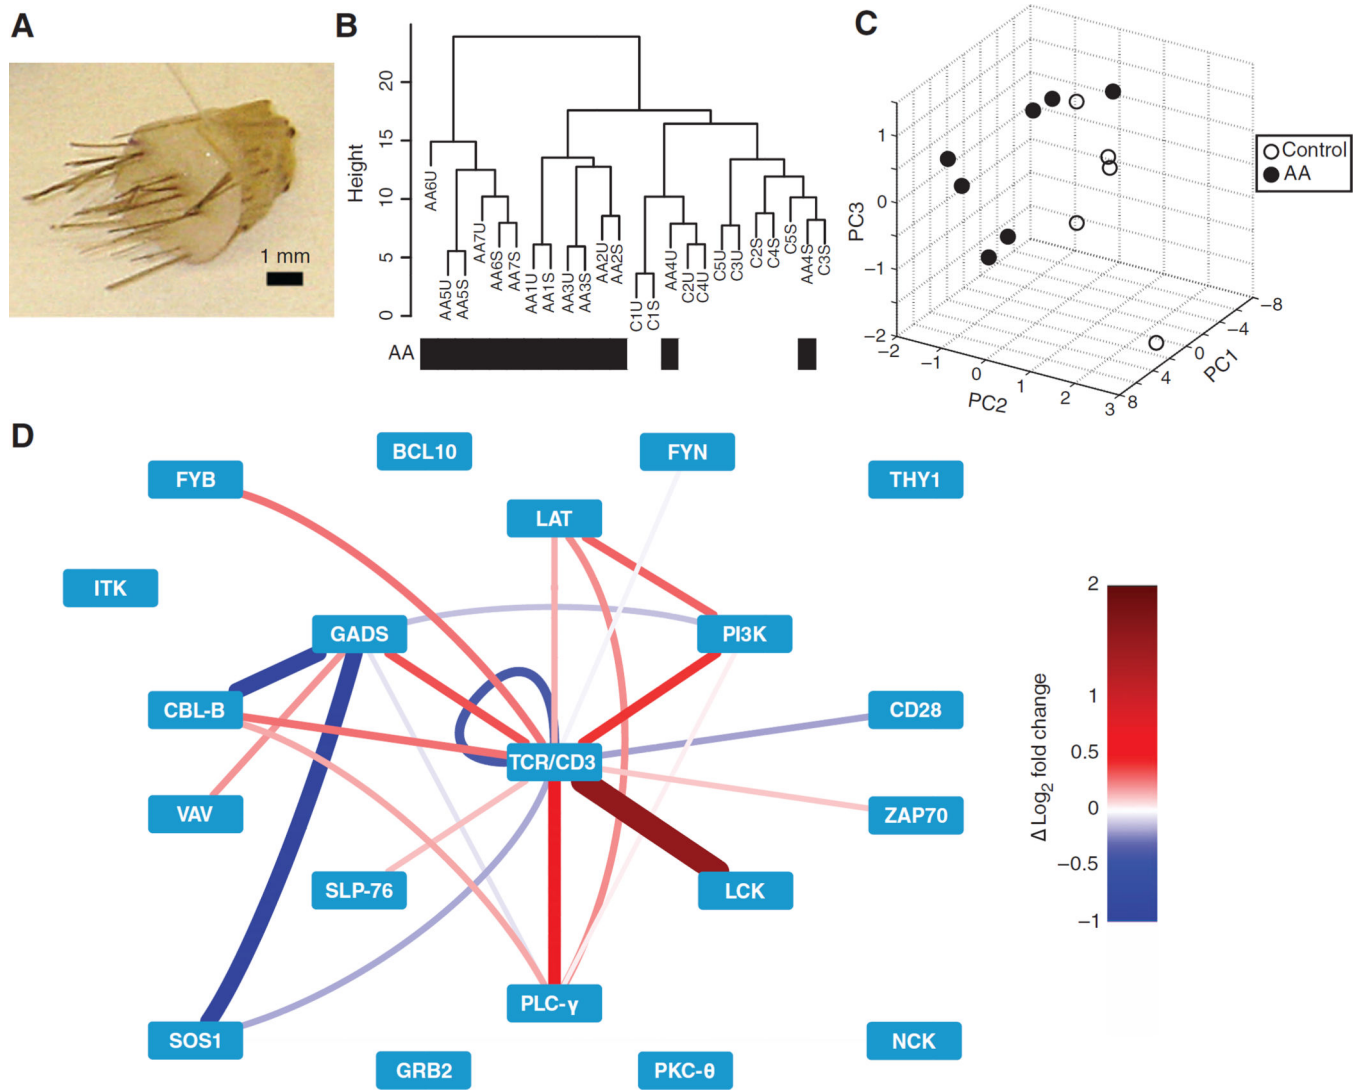 A
1 mm
B
Height
20
15
10
5
0
AA6U
AA5U
AA5S
AA7U
AA6S
AA7S
AA1U
AA1S
AA3U
AA3S
AA2U
AA2S
C1U
C1S
AA4U
C2U
C4U
C5U
C3U
C2S
C4S
C5S
AA4S
C3S
AA
C
PC3
1
0
−1
−2
−2
−1
0
1
2
3
PC2
8
4
0
−4
−8
PC1
Control
AA
D
BCL10
FYN
FYB
THY1
LAT
ITK
GADS
PI3K
CBL-B
CD28
TCR/CD3
VAV
ZAP70
SLP-76
LCK
PLC-γ
SOS1
NCK
GRB2
PKC-θ
Δ Log2 fold change
2
1
0.5
0
−0.5
−1